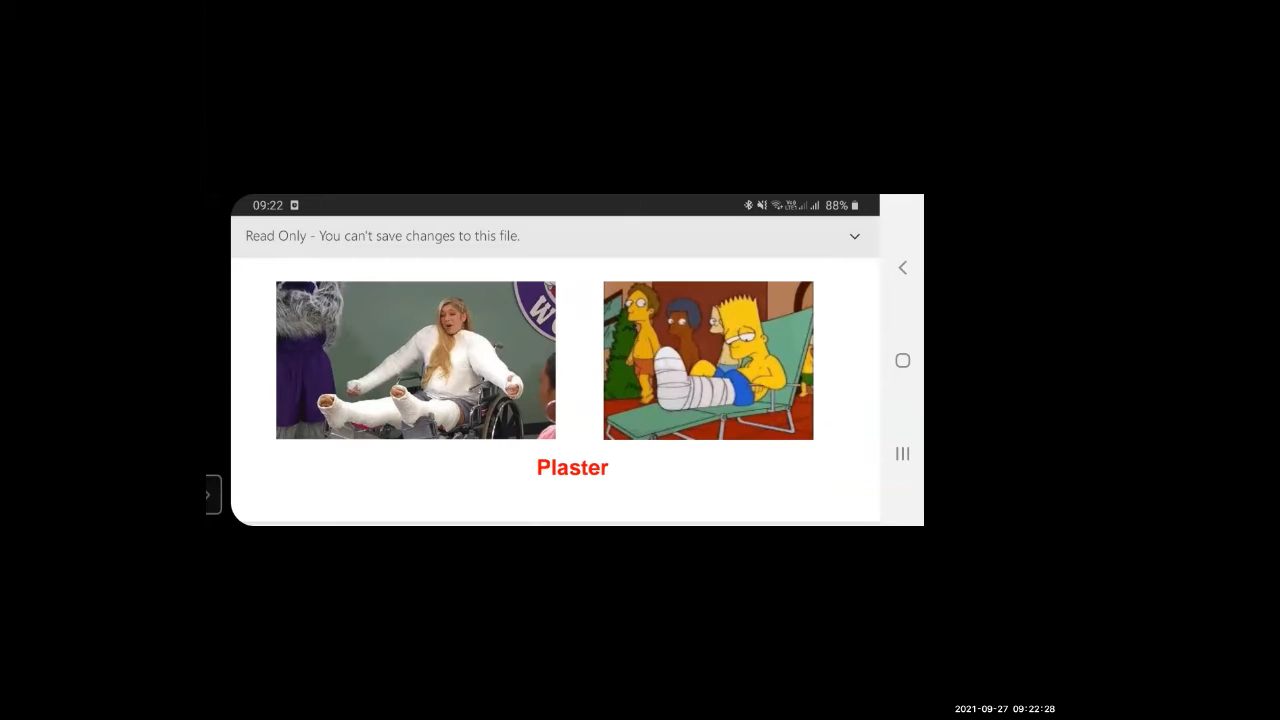 09:22
88%
Read Only - You can't save changes to this file.
W
Plaster
2021-09-27 09:22:28